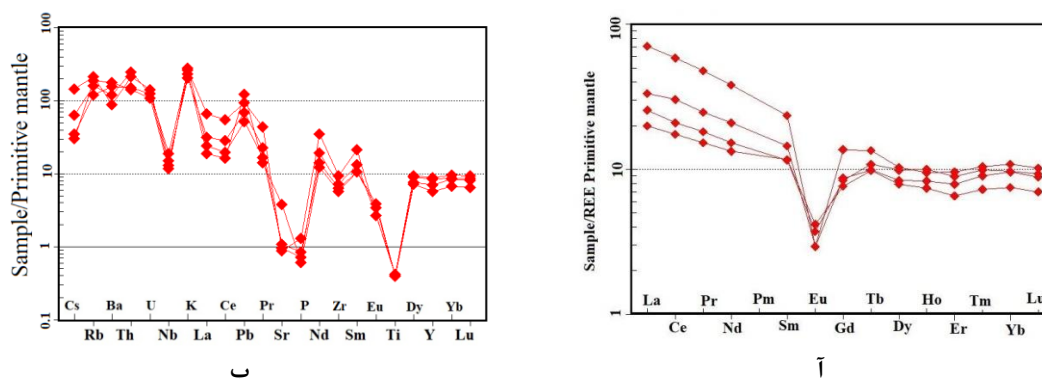 Sample/Primitive mantle
100
100
10
1
0.1
Cs Ba U K Ce Pr P Zr Eu Dy Yb
Rb Th Nb La Pb Sr Nd Sm Ti Y Lu
ب
Sample/REE Primitive mantle
100
10
1
La Pr Pm Eu Tb Ho Tm Lu
Ce Nd Sm Gd Dy Er Yb
آ